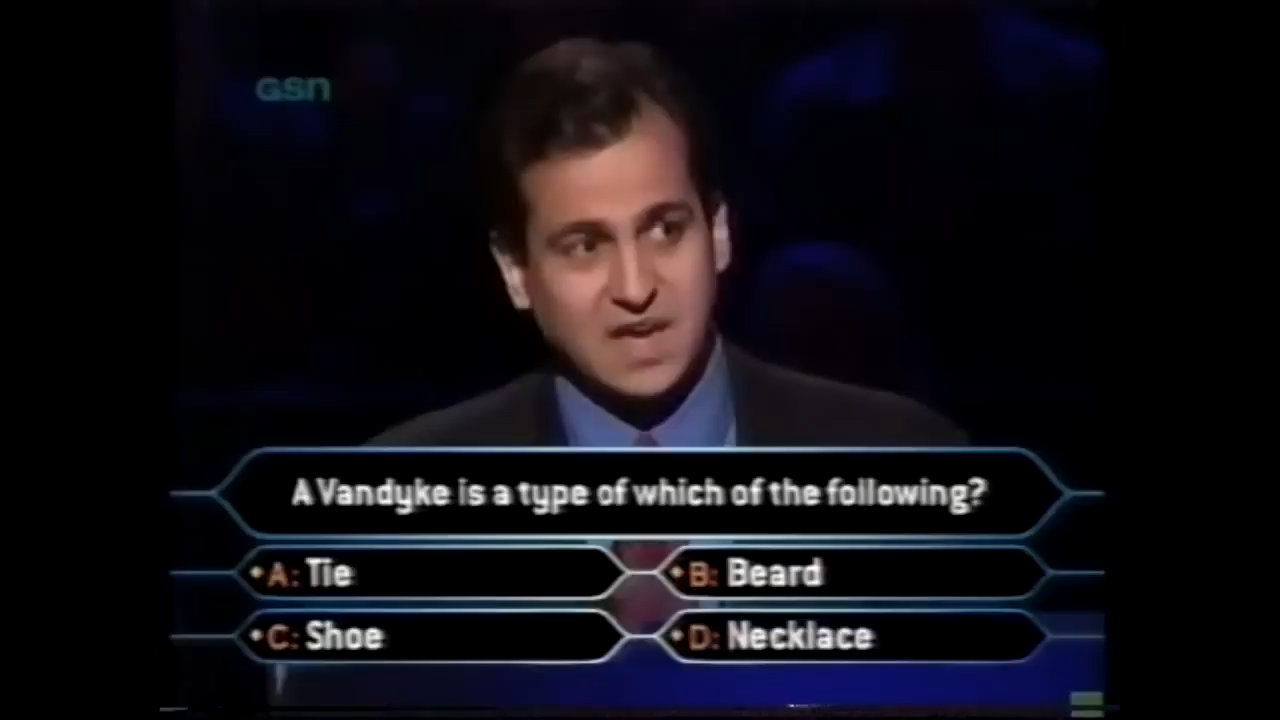 GSN
A Vandyke is a type of which of the following?
A: Tie
B: Beard
C: Shoe
D: Necklace